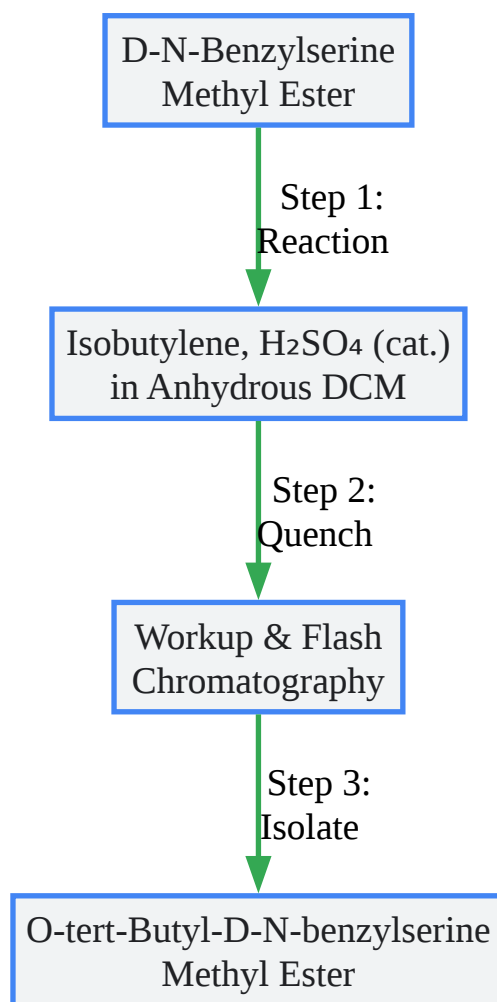 D-N-Benzylserine
Methyl Ester
Step 1:
Reaction
Isobutylene, H₂SO₄ (cat.)
in Anhydrous DCM
Step 2:
Quench
Workup & Flash
Chromatography
Step 3:
Isolate
O-tert-Butyl-D-N-benzylserine
Methyl Ester